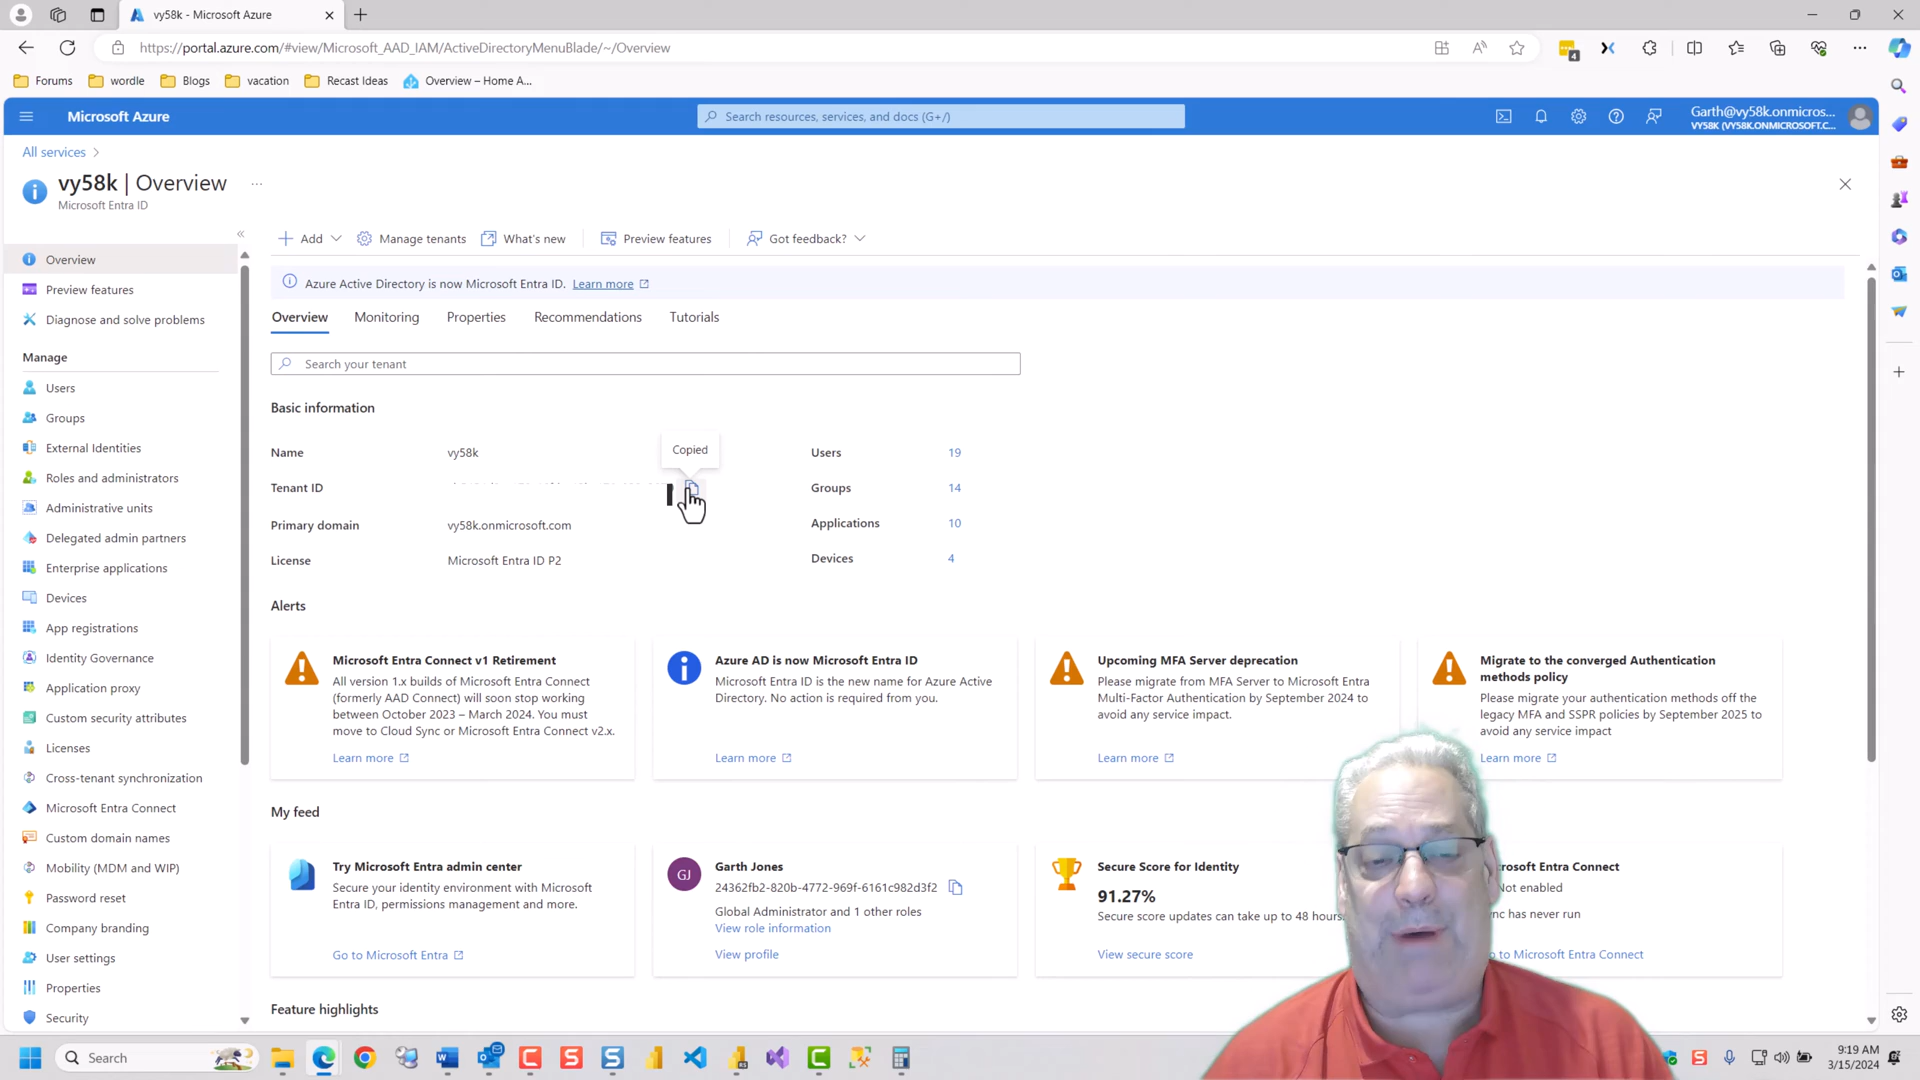 vy58k - Microsoft Azure
https://portal.azure.com/#view/Microsoft_AAD_IAM/ActiveDirectoryMenuBlade/~/Overview
4
Forums
wordle
Blogs
vacation
Recast Ideas
Overview – Home A...
Microsoft Azure
Search resources, services, and docs (G+/)
Garth@vy58k.onmicros...
VY58K (VY58K.ONMICROSOFT.C...
All services >
vy58k | Overview
Microsoft Entra ID
Add
Manage tenants
What's new
Preview features
Got feedback?
Azure Active Directory is now Microsoft Entra ID. Learn more
Overview
Monitoring
Properties
Recommendations
Tutorials
Search your tenant
Basic information
Name
vy58k
Copied
Tenant ID
Primary domain
vy58k.onmicrosoft.com
License
Microsoft Entra ID P2
Users
19
Groups
14
Applications
10
Devices
4
Overview
Preview features
Diagnose and solve problems
Manage
Users
Groups
External Identities
Roles and administrators
Administrative units
Delegated admin partners
Enterprise applications
Devices
App registrations
Identity Governance
Application proxy
Custom security attributes
Licenses
Cross-tenant synchronization
Microsoft Entra Connect
Custom domain names
Mobility (MDM and WIP)
Password reset
Company branding
User settings
Properties
Security
Alerts
Microsoft Entra Connect v1 Retirement
All version 1.x builds of Microsoft Entra Connect
(formerly AAD Connect) will soon stop working
between October 2023 – March 2024. You must
move to Cloud Sync or Microsoft Entra Connect v2.x.
Learn more
Azure AD is now Microsoft Entra ID
Microsoft Entra ID is the new name for Azure Active
Directory. No action is required from you.
Learn more
Upcoming MFA Server deprecation
Please migrate from MFA Server to Microsoft Entra
Multi-Factor Authentication by September 2024 to
avoid any service impact.
Learn more
Migrate to the converged Authentication
methods policy
Please migrate your authentication methods off the
legacy MFA and SSPR policies by September 2025 to
avoid any service impact
Learn more
My feed
Try Microsoft Entra admin center
Secure your identity environment with Microsoft
Entra ID, permissions management and more.
Go to Microsoft Entra
GJ
Garth Jones
24362fb2-820b-4772-969f-6161c982d3f2
Global Administrator and 1 other roles
View role information
View profile
Secure Score for Identity
91.27%
Secure score updates can take up to 48 hours
View secure score
Entra Connect
Not enabled
has never run
to Microsoft Entra Connect
Feature highlights
Search
9:19 AM
3/15/2024